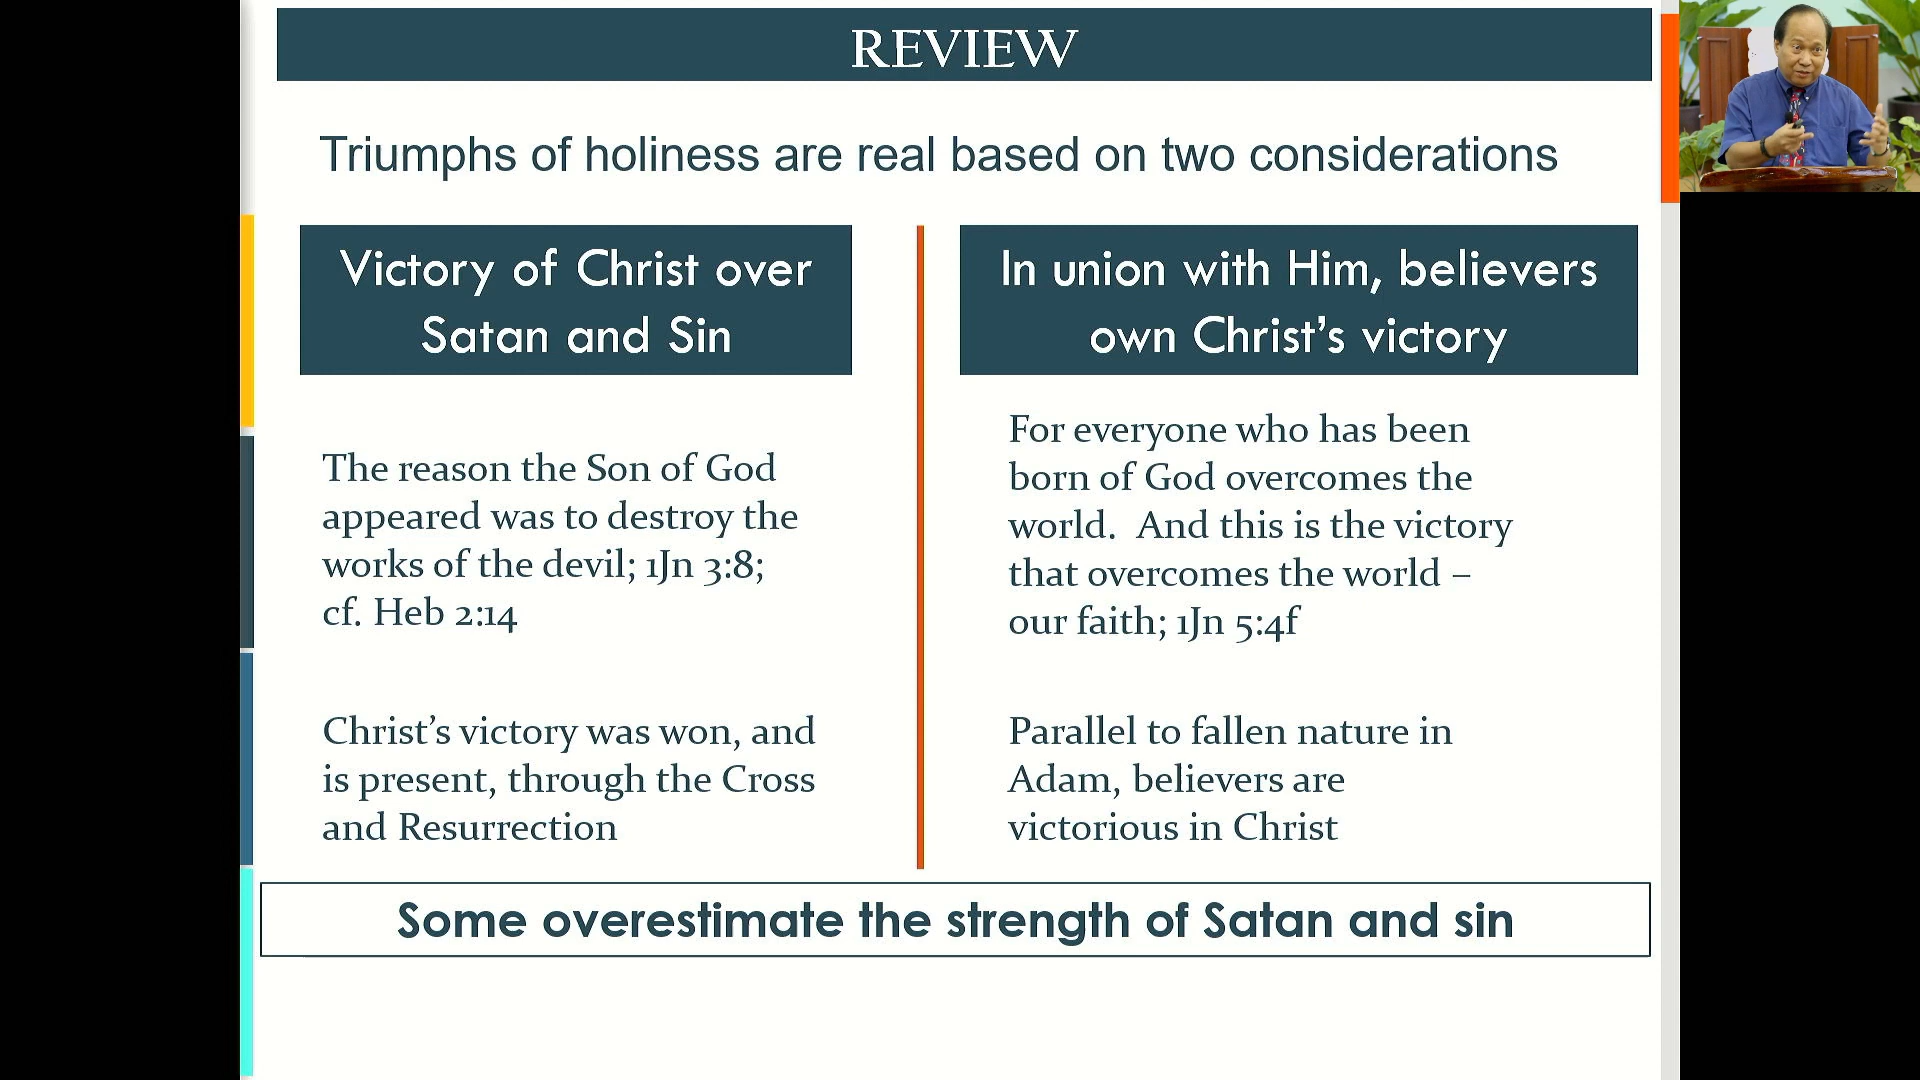 REVIEW
Triumphs of holiness are real based on two considerations
Victory of Christ over
Satan and Sin
The reason the Son of God
appeared was to destroy the
works of the devil; 1Jn 3:8;
cf. Heb 2:14
Christ’s victory was won, and
is present, through the Cross
and Resurrection
In union with Him, believers
own Christ’s victory
For everyone who has been
born of God overcomes the
world.  And this is the victory
that overcomes the world –
our faith; 1Jn 5:4f
Parallel to fallen nature in
Adam, believers are
victorious in Christ
Some overestimate the strength of Satan and sin